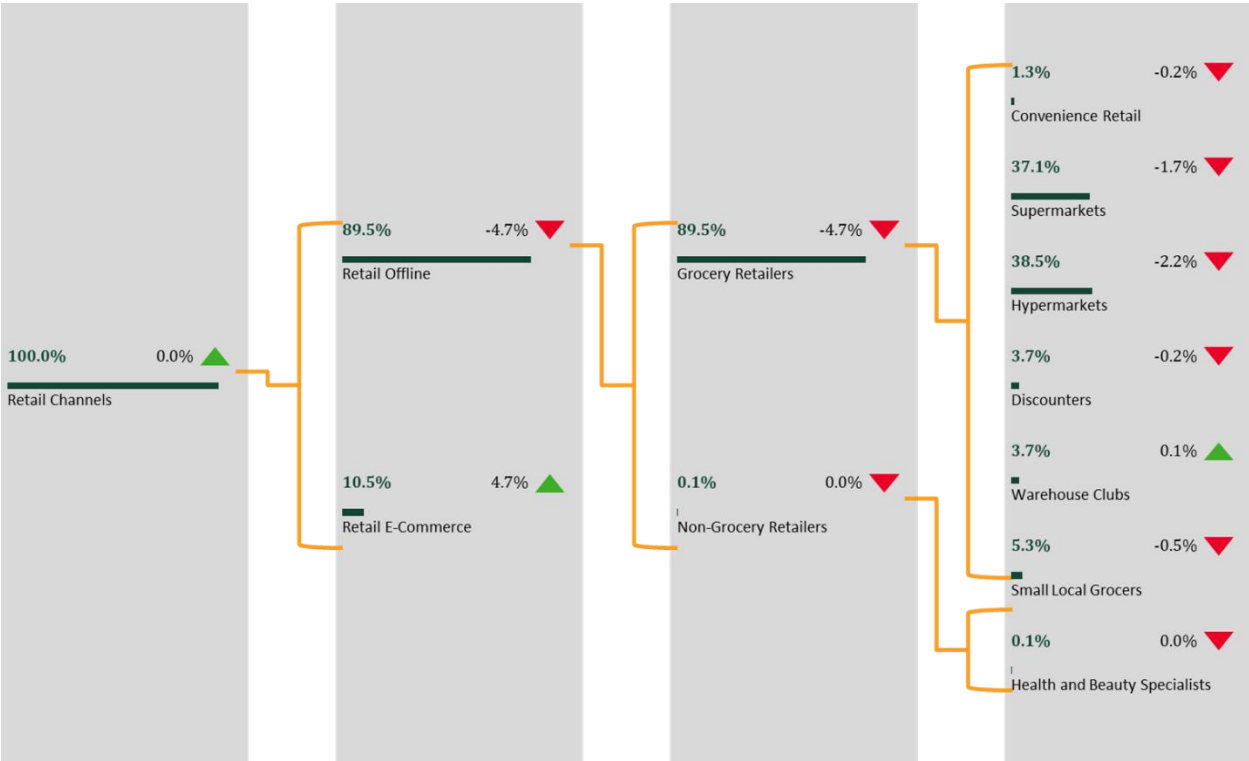 100.0% 0.0%
Retail Channels
89.5% -4.7%
Retail Offline
10.5% 4.7%
Retail E-Commerce
89.5% -4.7%
Grocery Retailers
0.1% 0.0%
Non-Grocery Retailers
1.3% -0.2%
Convenience Retail
37.1% -1.7%
Supermarkets
38.5% -2.2%
Hypermarkets
3.7% -0.2%
Discounters
3.7% 0.1%
Warehouse Clubs
5.3% -0.5%
Small Local Grocers
0.1% 0.0%
Health and Beauty Specialists